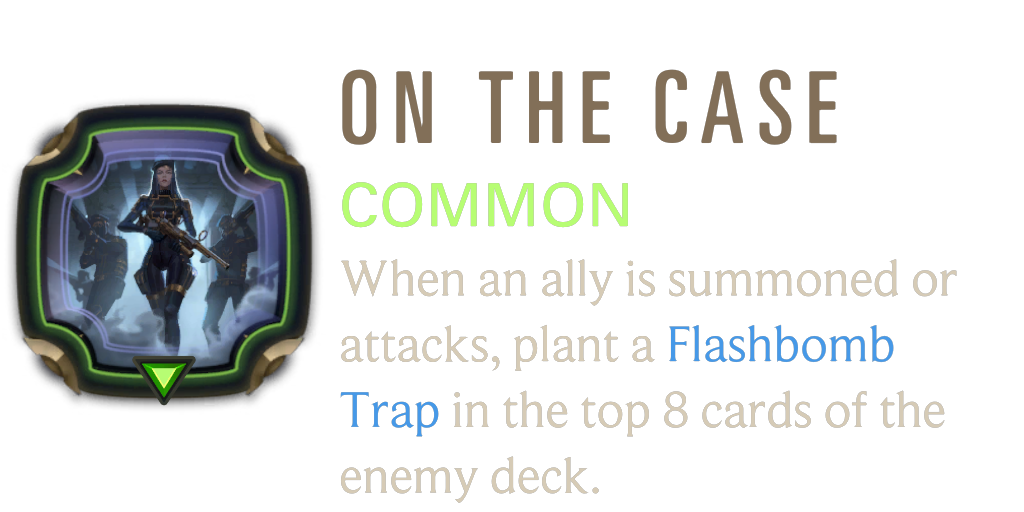 ON THE CASE
COMMON
When an ally is summoned or
attacks, plant a Flashbomb
Trap in the top 8 cards of the
enemy deck.